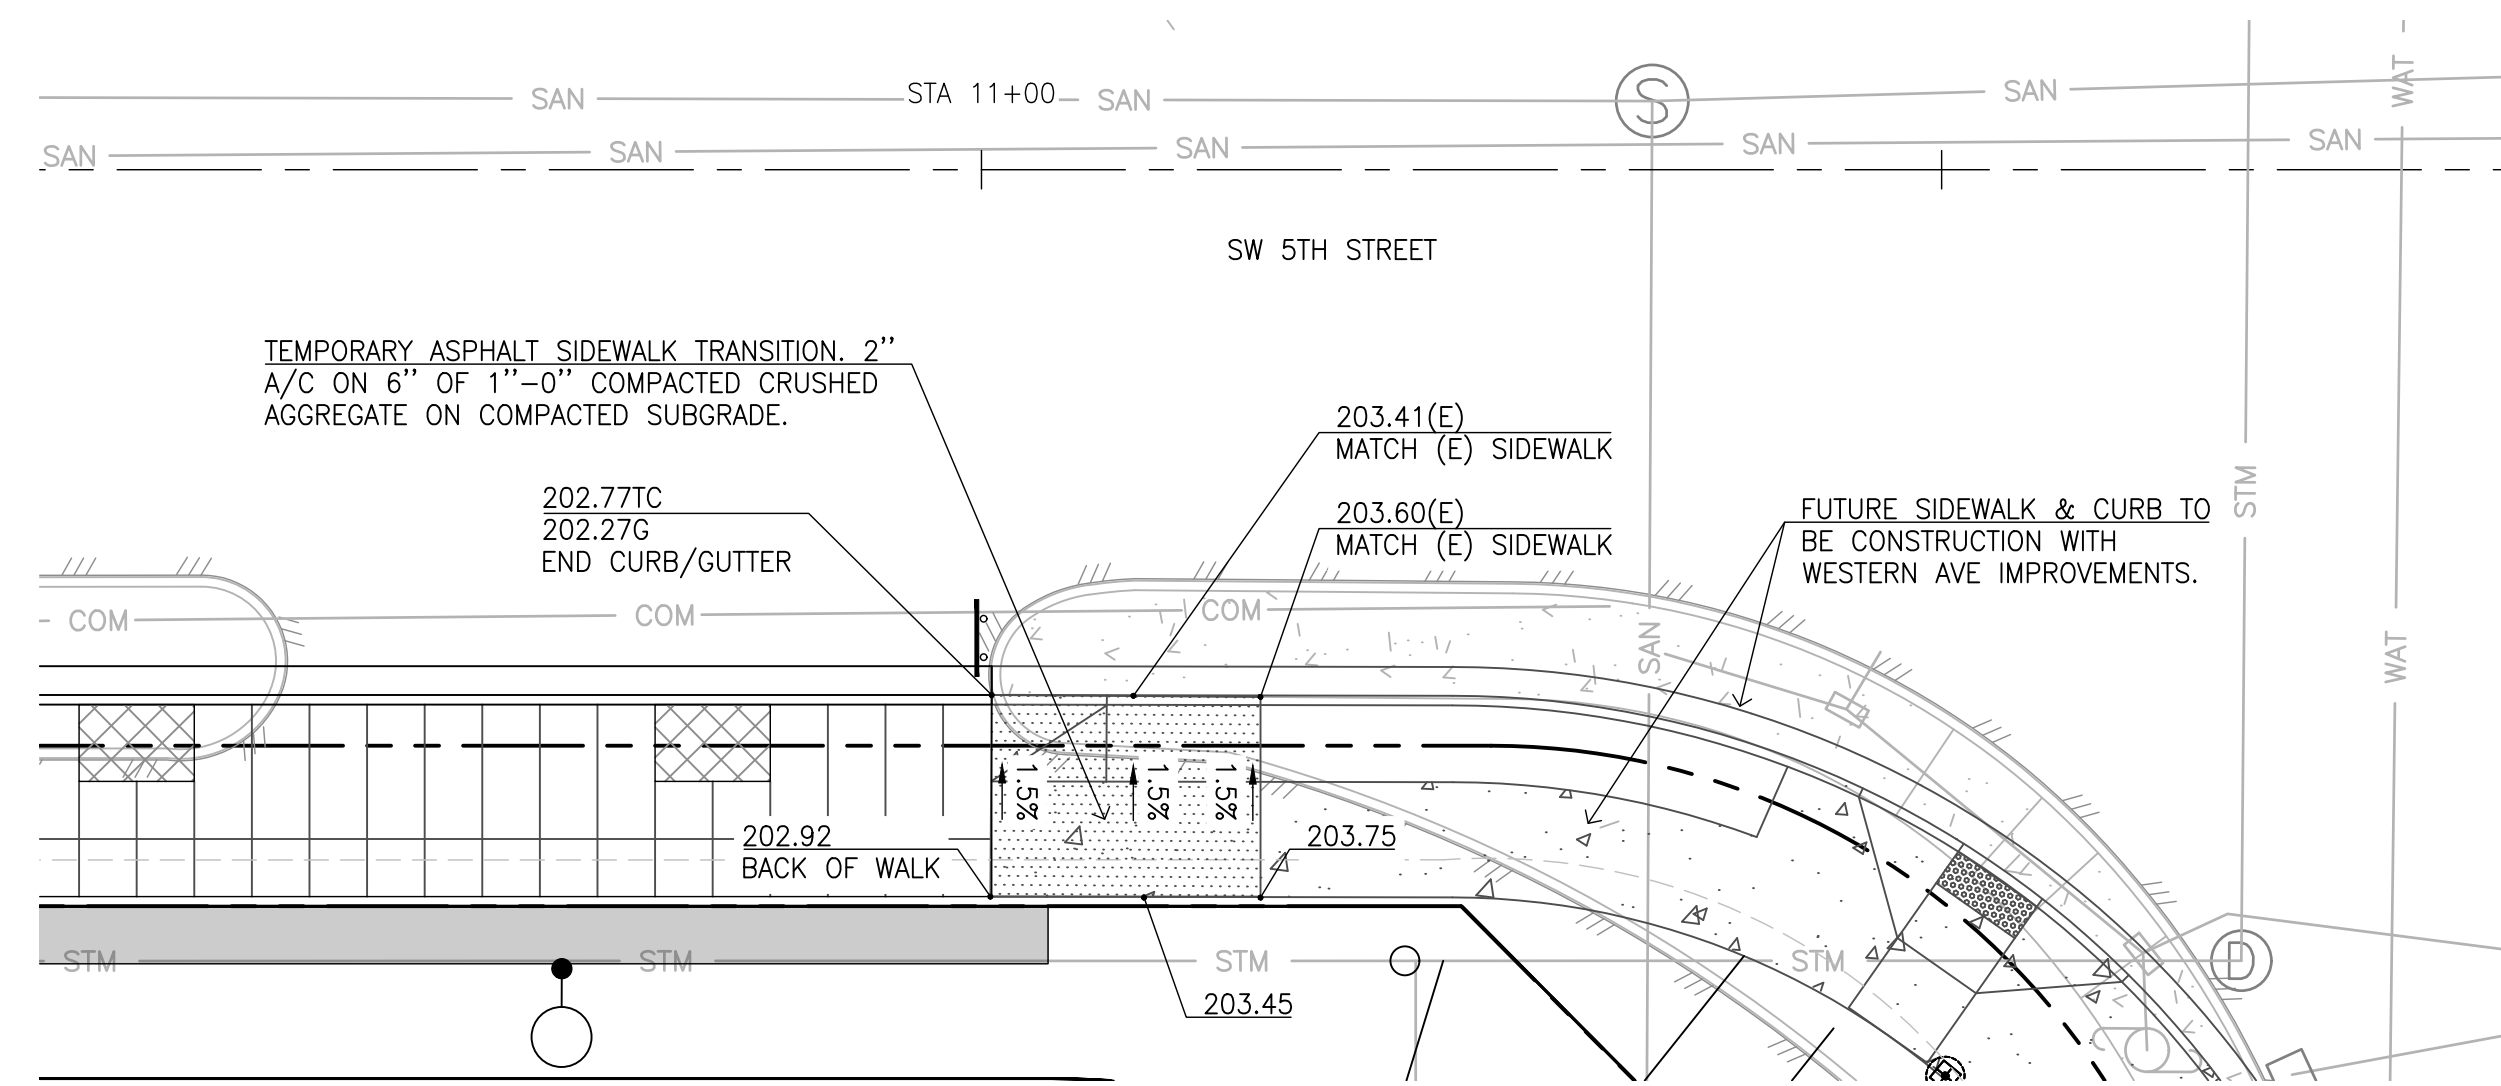 SAN
STA 11+00
SAN
S
SAN
WAT
SAN
SAN
SAN
SAN
SAN
SW 5TH STREET
TEMPORARY ASPHALT SIDEWALK TRANSITION. 2''
A/C ON 6'' OF 1''-0'' COMPACTED CRUSHED
AGGREGATE ON COMPACTED SUBGRADE.
203.41(E)
MATCH (E) SIDEWALK
202.77TC
202.27G
END CURB/GUTTER
203.60(E)
MATCH (E) SIDEWALK
FUTURE SIDEWALK & CURB TO
BE CONSTRUCTION WITH
WESTERN AVE IMPROVEMENTS.
STM
COM
COM
COM
SAN
WAT
1.5%
1.5%
1.5%
202.92
BACK OF WALK
203.75
STM
STM
STM
STM
D
203.45